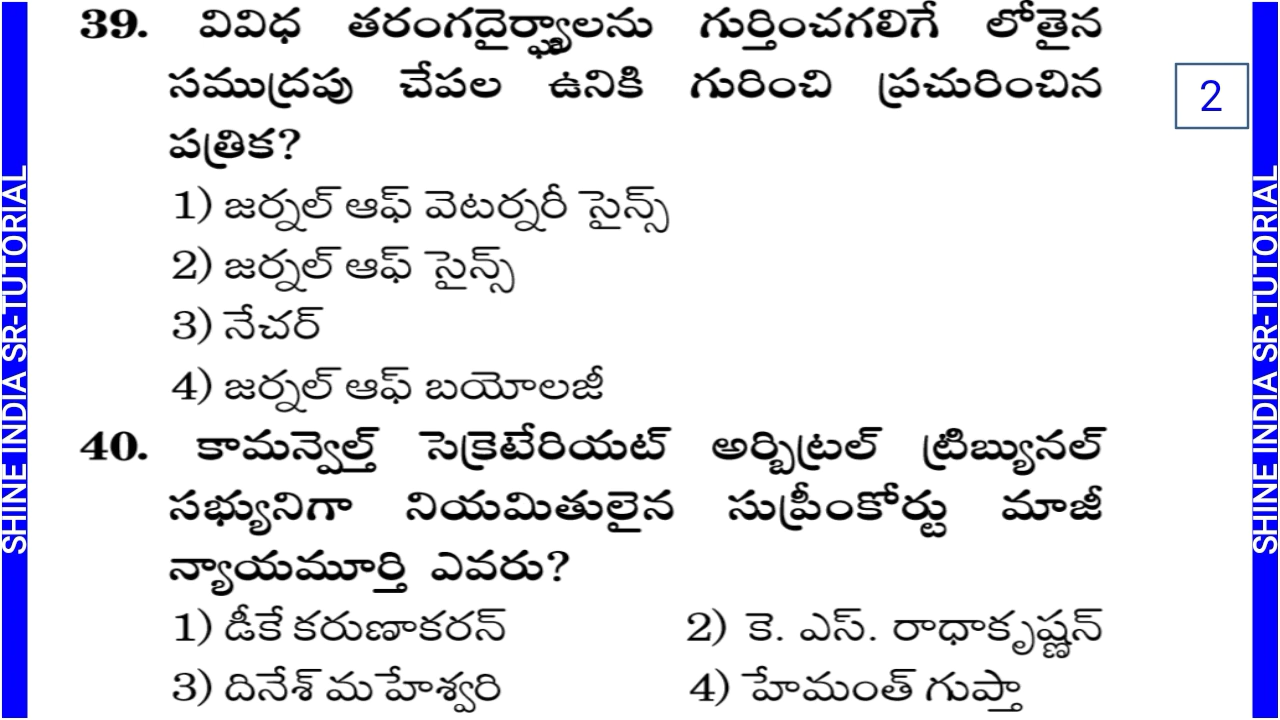 39. వివిధ తరంగదైర్ఘ్యాలను గుర్తించగలిగే లోతైన
సముద్రపు చేపల ఉనికి గురించి ప్రచురించిన
పత్రిక?
1) జర్నల్ ఆఫ్ వెటర్నరీ సైన్స్
2) జర్నల్ ఆఫ్ సైన్స్
3) నేచర్
4) జర్నల్ ఆఫ్ బయోలజీ
40. కామన్వెల్త్ సెక్రెటేరియట్ అర్బిట్రల్ ట్రిబ్యునల్
సభ్యునిగా నియమితులైన సుప్రీంకోర్టు మాజీ
న్యాయమూర్తి ఎవరు?
1) డీకే కరుణాకరన్ 2) కె. ఎస్. రాధాకృష్ణన్
3) దినేశ్ మహేశ్వరి 4) హేమంత్ గుప్తా
2
SHINE INDIA SR-TUTORIAL
SHINE INDIA SR-TUTORIAL